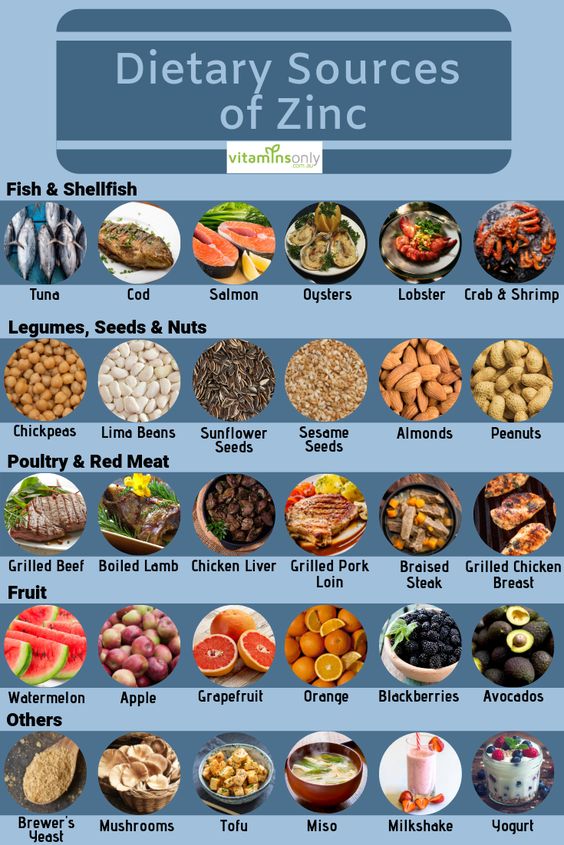 Dietary Sources
of Zinc
vitaminsonly
.com.au
Fish & Shellfish
Tuna
Cod
Salmon
Oysters
Lobster
Crab & Shrimp
Legumes, Seeds & Nuts
Chickpeas
Lima Beans
Sunflower
Seeds
Sesame
Seeds
Almonds
Peanuts
Poultry & Red Meat
Grilled Beef
Boiled Lamb
Chicken Liver
Grilled Pork
Loin
Braised
Steak
Grilled Chicken
Breast
Fruit
Watermelon
Apple
Grapefruit
Orange
Blackberries
Avocados
Others
Brewer's
Yeast
Mushrooms
Tofu
Miso
Milkshake
Yogurt